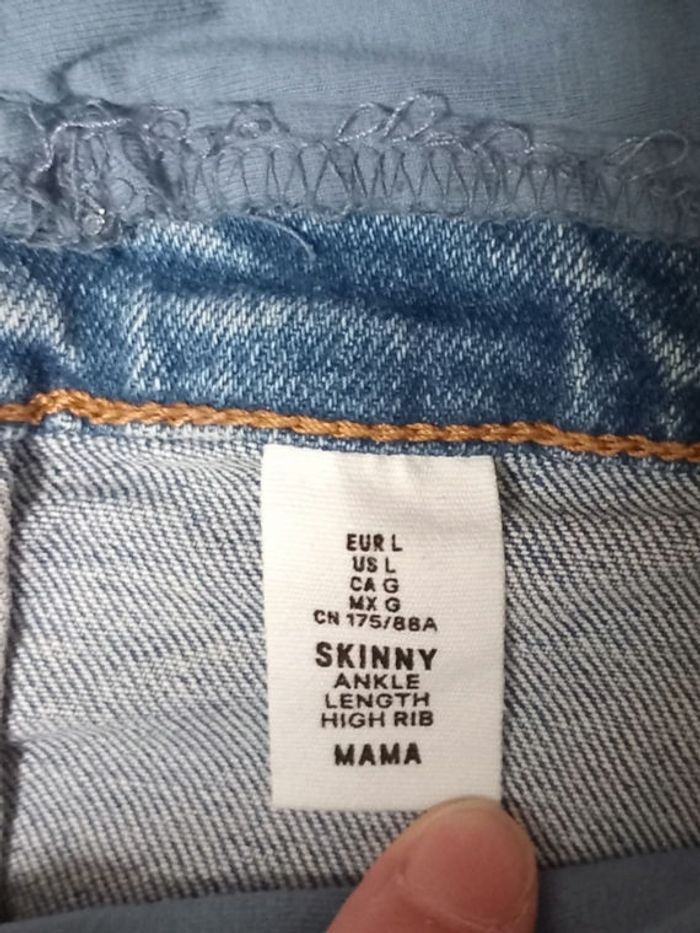 EUR L
US L
CA G
MX G
CN 175/88A
SKINNY
ANKLE
LENGTH
HIGH RIB
MAMA